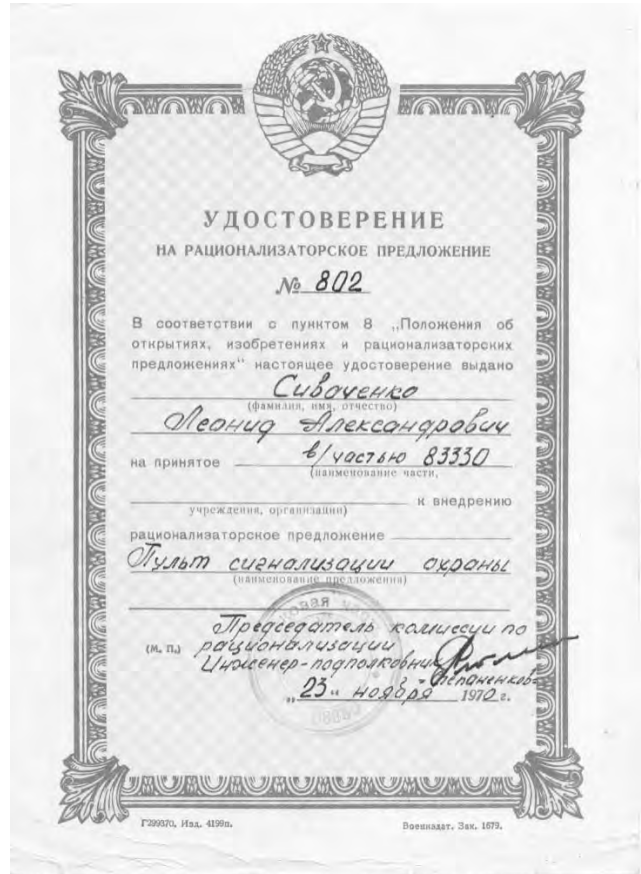 УДОСТОВЕРЕНИЕ
НА РАЦИОНАЛИЗАТОРСКОЕ ПРЕДЛОЖЕНИЕ
№ 802
В соответствии с пунктом 8 „Положения об
открытиях, изобретениях и рационализаторских
предложениях“ настоящее удостоверение выдано
Сиваченко
(фамилия, имя, отчество)
Леонид Александрович
на принятое в/частью 83330
(наименование части,
к внедрению
учреждения, организации)
рационализаторское предложение
Пульт сигнализации охраны
(наименование предложения)
Председатель комиссии по
(М. П.) рационализации
Инженер-подполковник
„23“ ноября 1970 г.
Г299370, Изд. 4199п.
Воениздат. Зак. 1679.